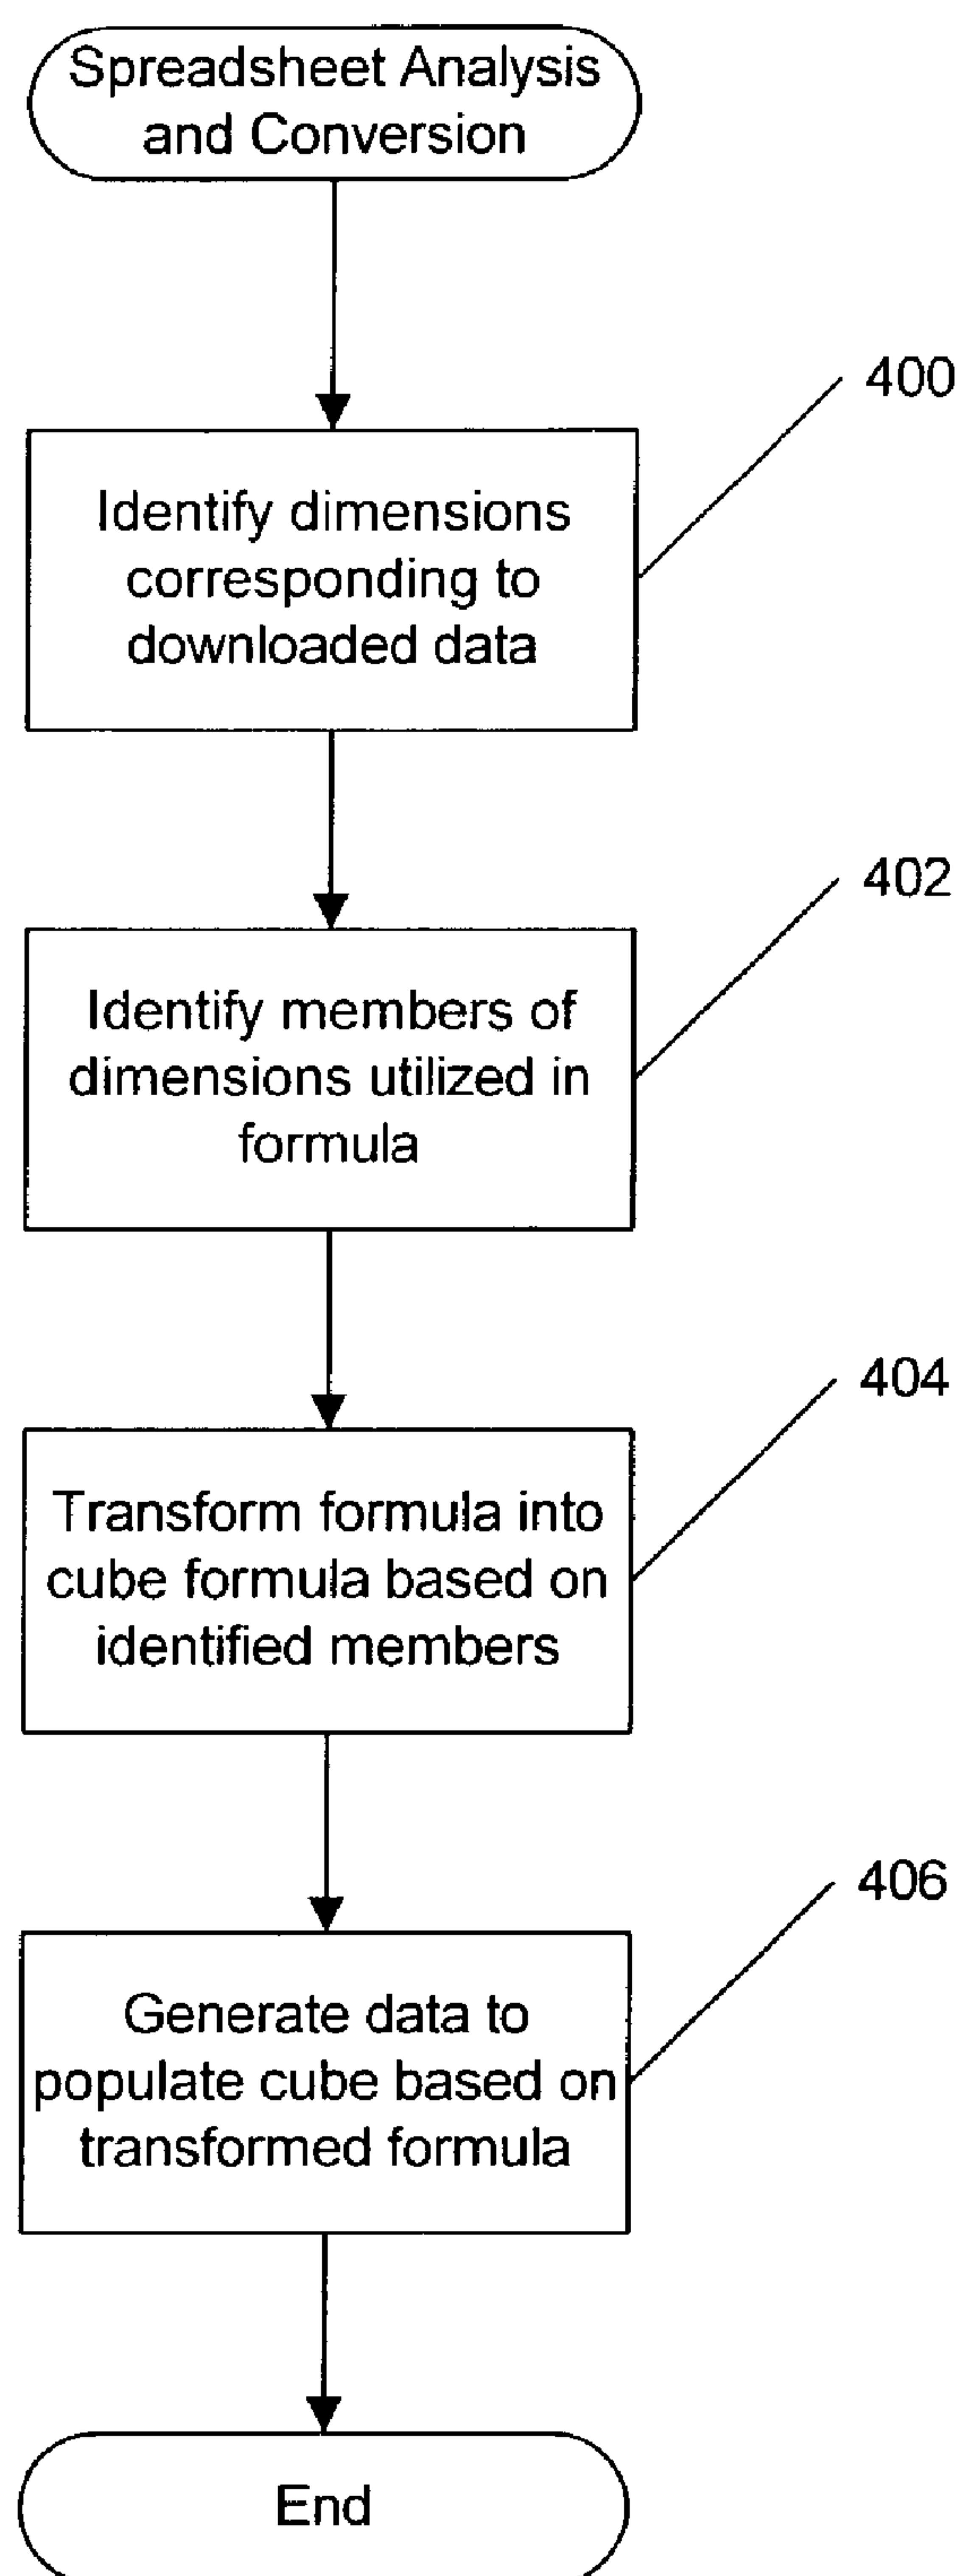 Spreadsheet Analysis
and Conversion
400
Identify dimensions
corresponding to
downloaded data
402
Identify members of
dimensions utilized in
formula
404
Transform formula into
cube formula based on
identified members
406
Generate data to
populate cube based on
transformed formula
End